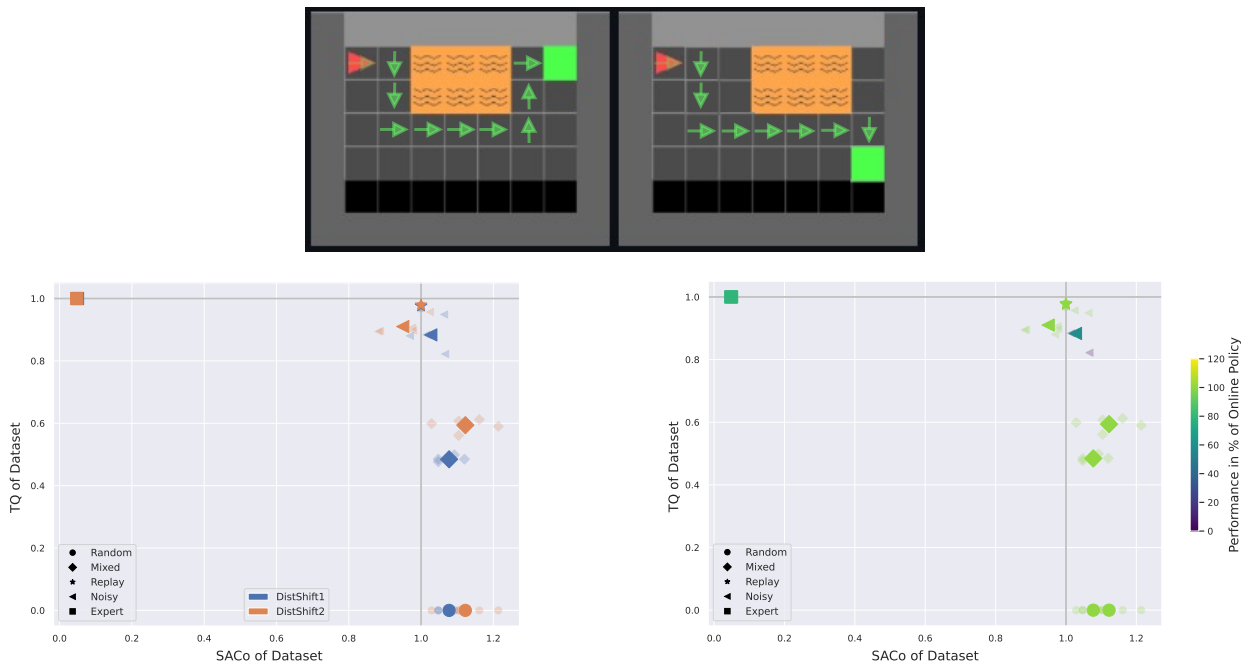 1.0
0.8
0.6
0.4
0.2
0.0
TQ of Dataset
Random
Mixed
Replay
Noisy
Expert
DistShift1
DistShift2
0.0 0.2 0.4 0.6 0.8 1.0 1.2
SACo of Dataset
1.0
0.8
0.6
0.4
0.2
0.0
TQ of Dataset
Random
Mixed
Replay
Noisy
Expert
0.0 0.2 0.4 0.6 0.8 1.0 1.2
SACo of Dataset
120
100
80
60
40
20
0
Performance in % of Online Policy